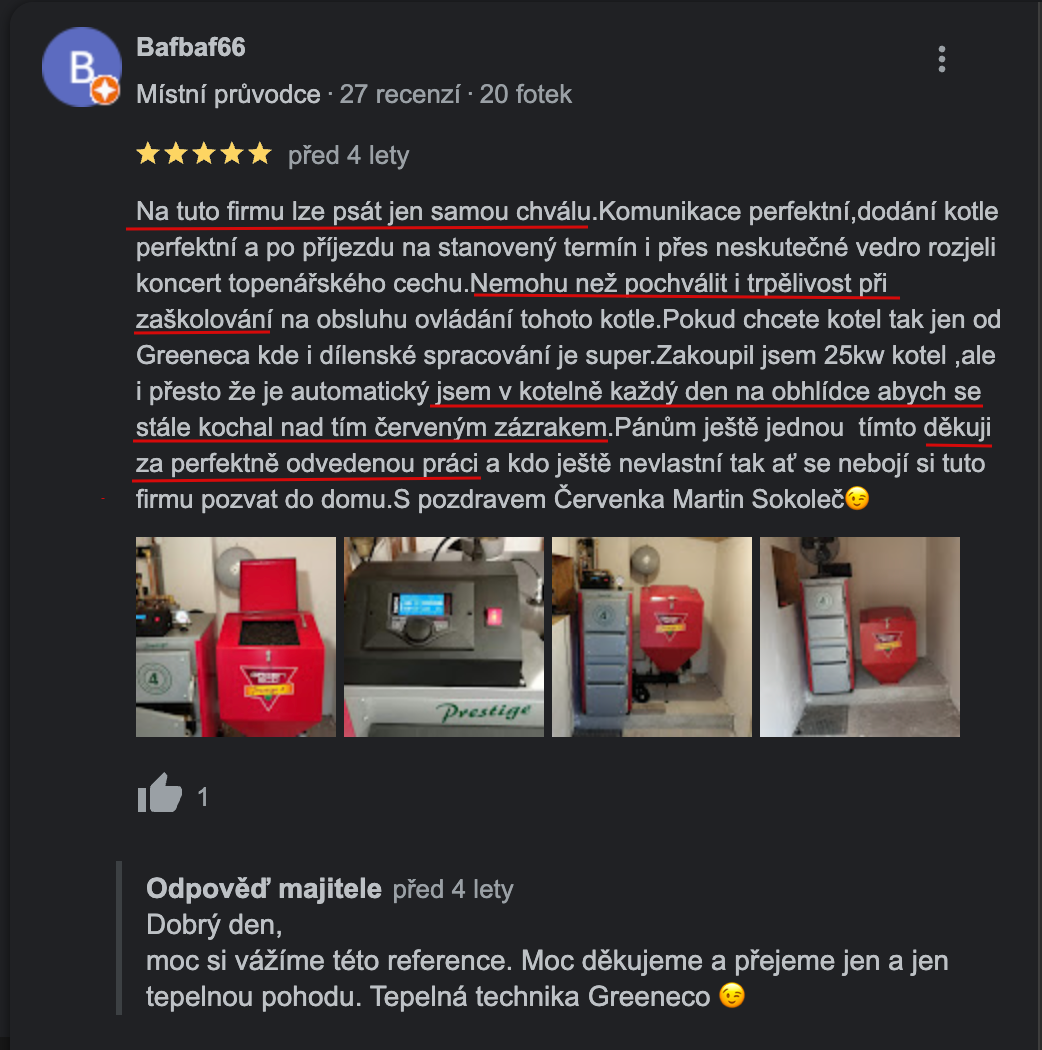 B
Bafbaf66
Místní průvodce · 27 recenzí · 20 fotek
před 4 lety
Na tuto firmu lze psát jen samou chválu.Komunikace perfektní,dodání kotle
perfektní a po příjezdu na stanovený termín i přes neskutečné vedro rozjeli
koncert topenářského cechu.Nemohu než pochválit i trpělivost při
zaškolování na obsluhu ovládání tohoto kotle.Pokud chcete kotel tak jen od
Greeneca kde i dílenské spracování je super.Zakoupil jsem 25kw kotel ,ale
i přesto že je automatický jsem v kotelně každý den na obhlídce abych se
stále kochal nad tím červeným zázrakem.Pánům ještě jednou  tímto děkuji
za perfektně odvedenou práci a kdo ještě nevlastní tak ať se nebojí si tuto
firmu pozvat do domu.S pozdravem Červenka Martin Sokoleč😉
4
Prestige
4
1
Odpověď majitele před 4 lety
Dobrý den,
moc si vážíme této reference. Moc děkujeme a přejeme jen a jen
tepelnou pohodu. Tepelná technika Greeneco 😉